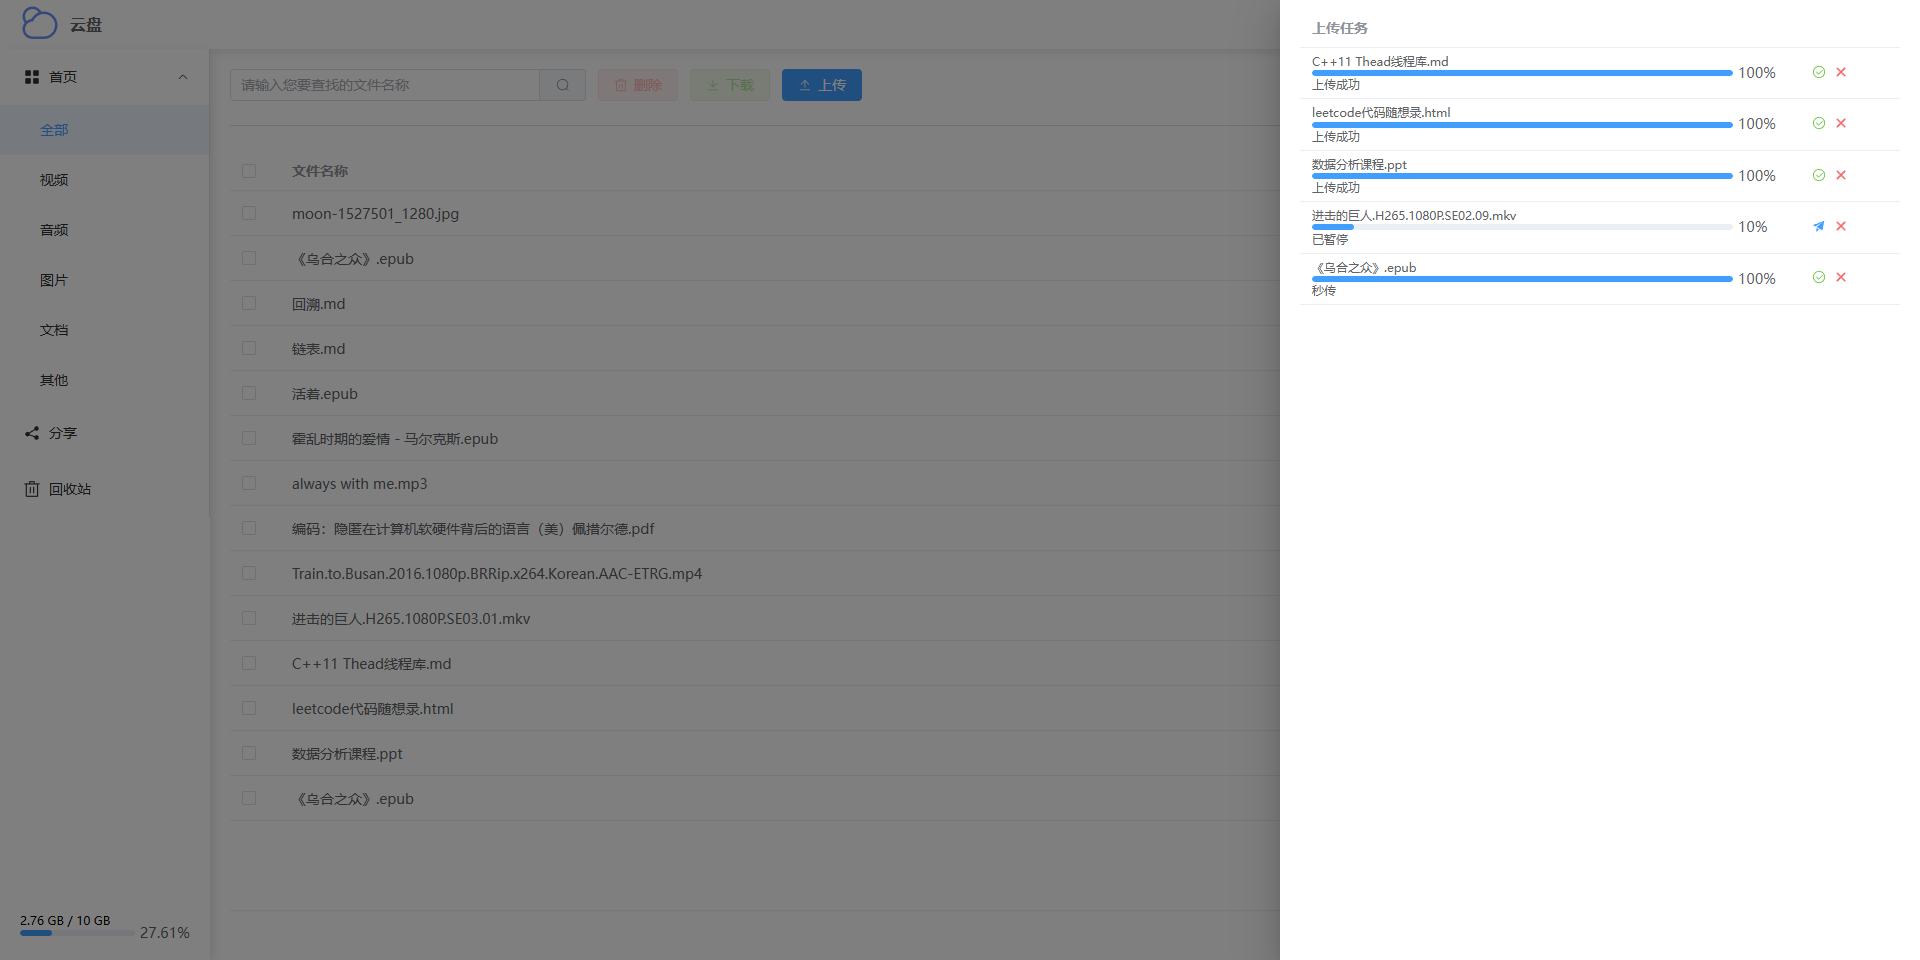 云盘
首页
全部
视频
音频
图片
文档
其他
分享
回收站
2.76 GB / 10 GB
27.61%
请输入您要查找的文件名称
删除
下载
上传
文件名称
moon-1527501_1280.jpg
《乌合之众》.epub
回溯.md
链表.md
活着.epub
霍乱时期的爱情 - 马尔克斯.epub
always with me.mp3
编码：隐匿在计算机软硬件背后的语言（美）佩措尔德.pdf
Train.to.Busan.2016.1080p.BRRip.x264.Korean.AAC-ETRG.mp4
进击的巨人.H265.1080P.SE03.01.mkv
C++11 Thead线程库.md
leetcode代码随想录.html
数据分析课程.ppt
《乌合之众》.epub
上传任务
C++11 Thead线程库.md
100%
上传成功
leetcode代码随想录.html
100%
上传成功
数据分析课程.ppt
100%
上传成功
进击的巨人.H265.1080P.SE02.09.mkv
10%
已暂停
《乌合之众》.epub
100%
秒传